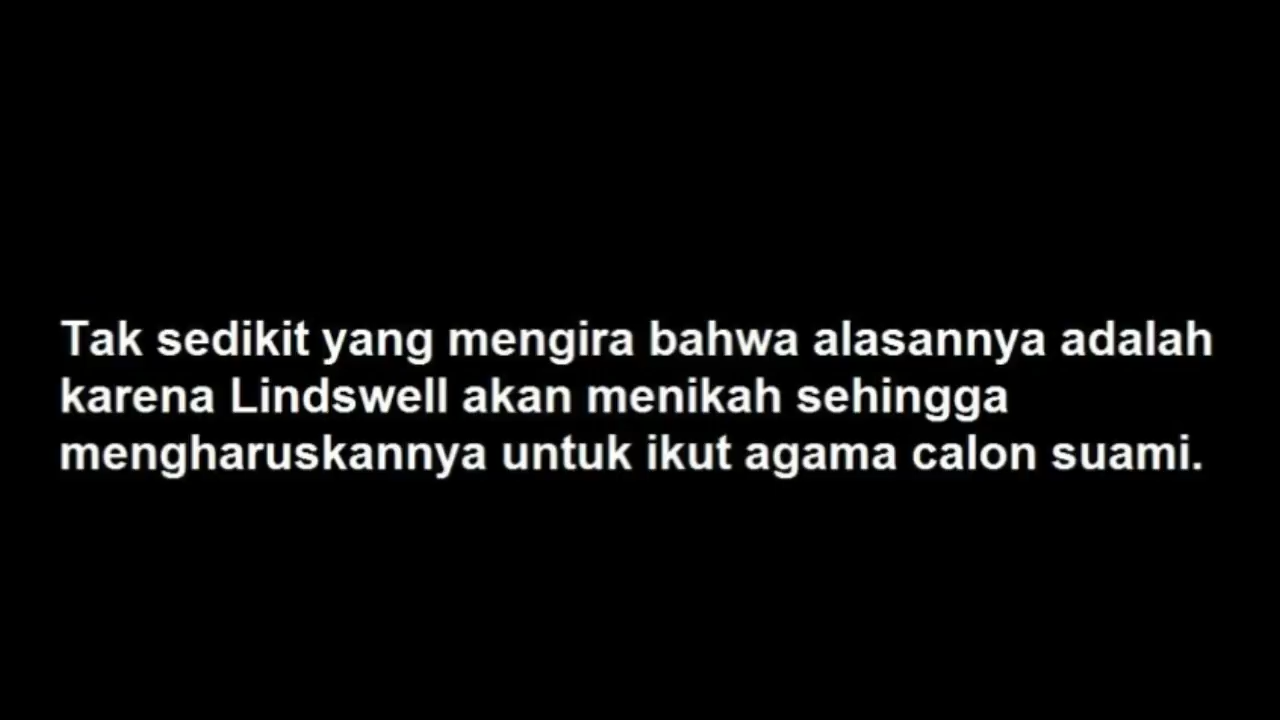 Tak sedikit yang mengira bahwa alasannya adalah
karena Lindswell akan menikah sehingga
mengharuskannya untuk ikut agama calon suami.